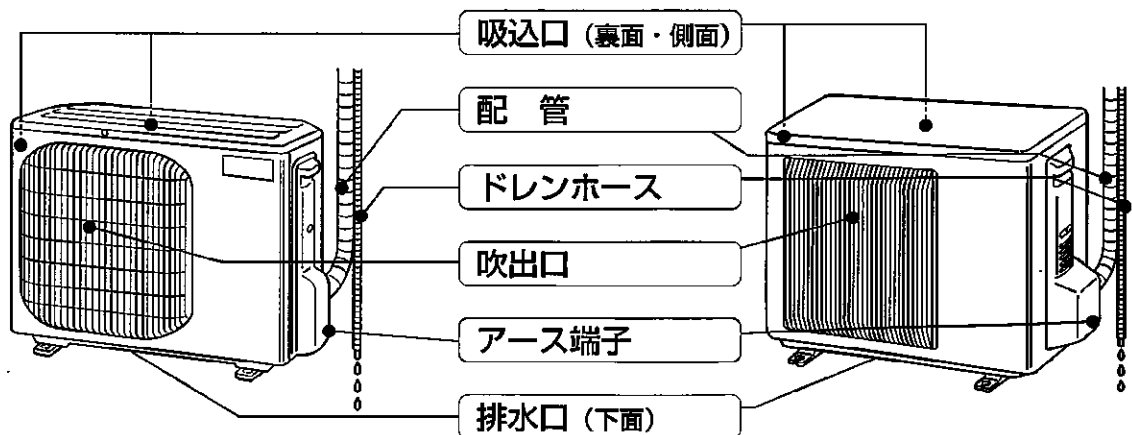 吸込口（裏面・側面）
配　管
ドレンホース
吹出口
アース端子
排水口（下面）